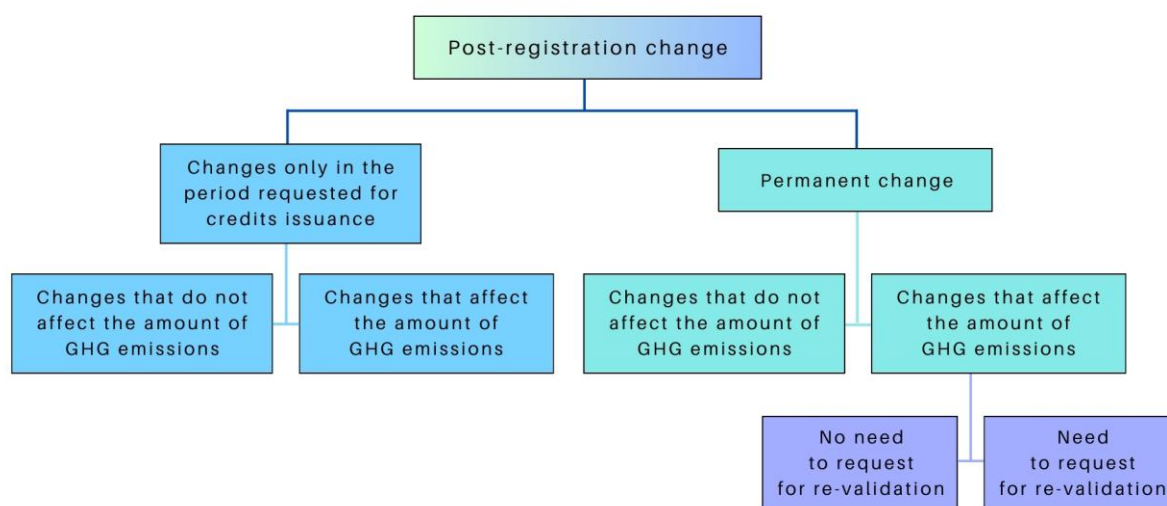 Post-registration change
Changes only in the
period requested for
credits issuance
Permanent change
Changes that do not
affect the amount of
GHG emissions
Changes that affect
the amount of
GHG emissions
Changes that do not
affect the amount of
GHG emissions
Changes that affect
the amount of
GHG emissions
No need
to request
for re-validation
Need
to request
for re-validation